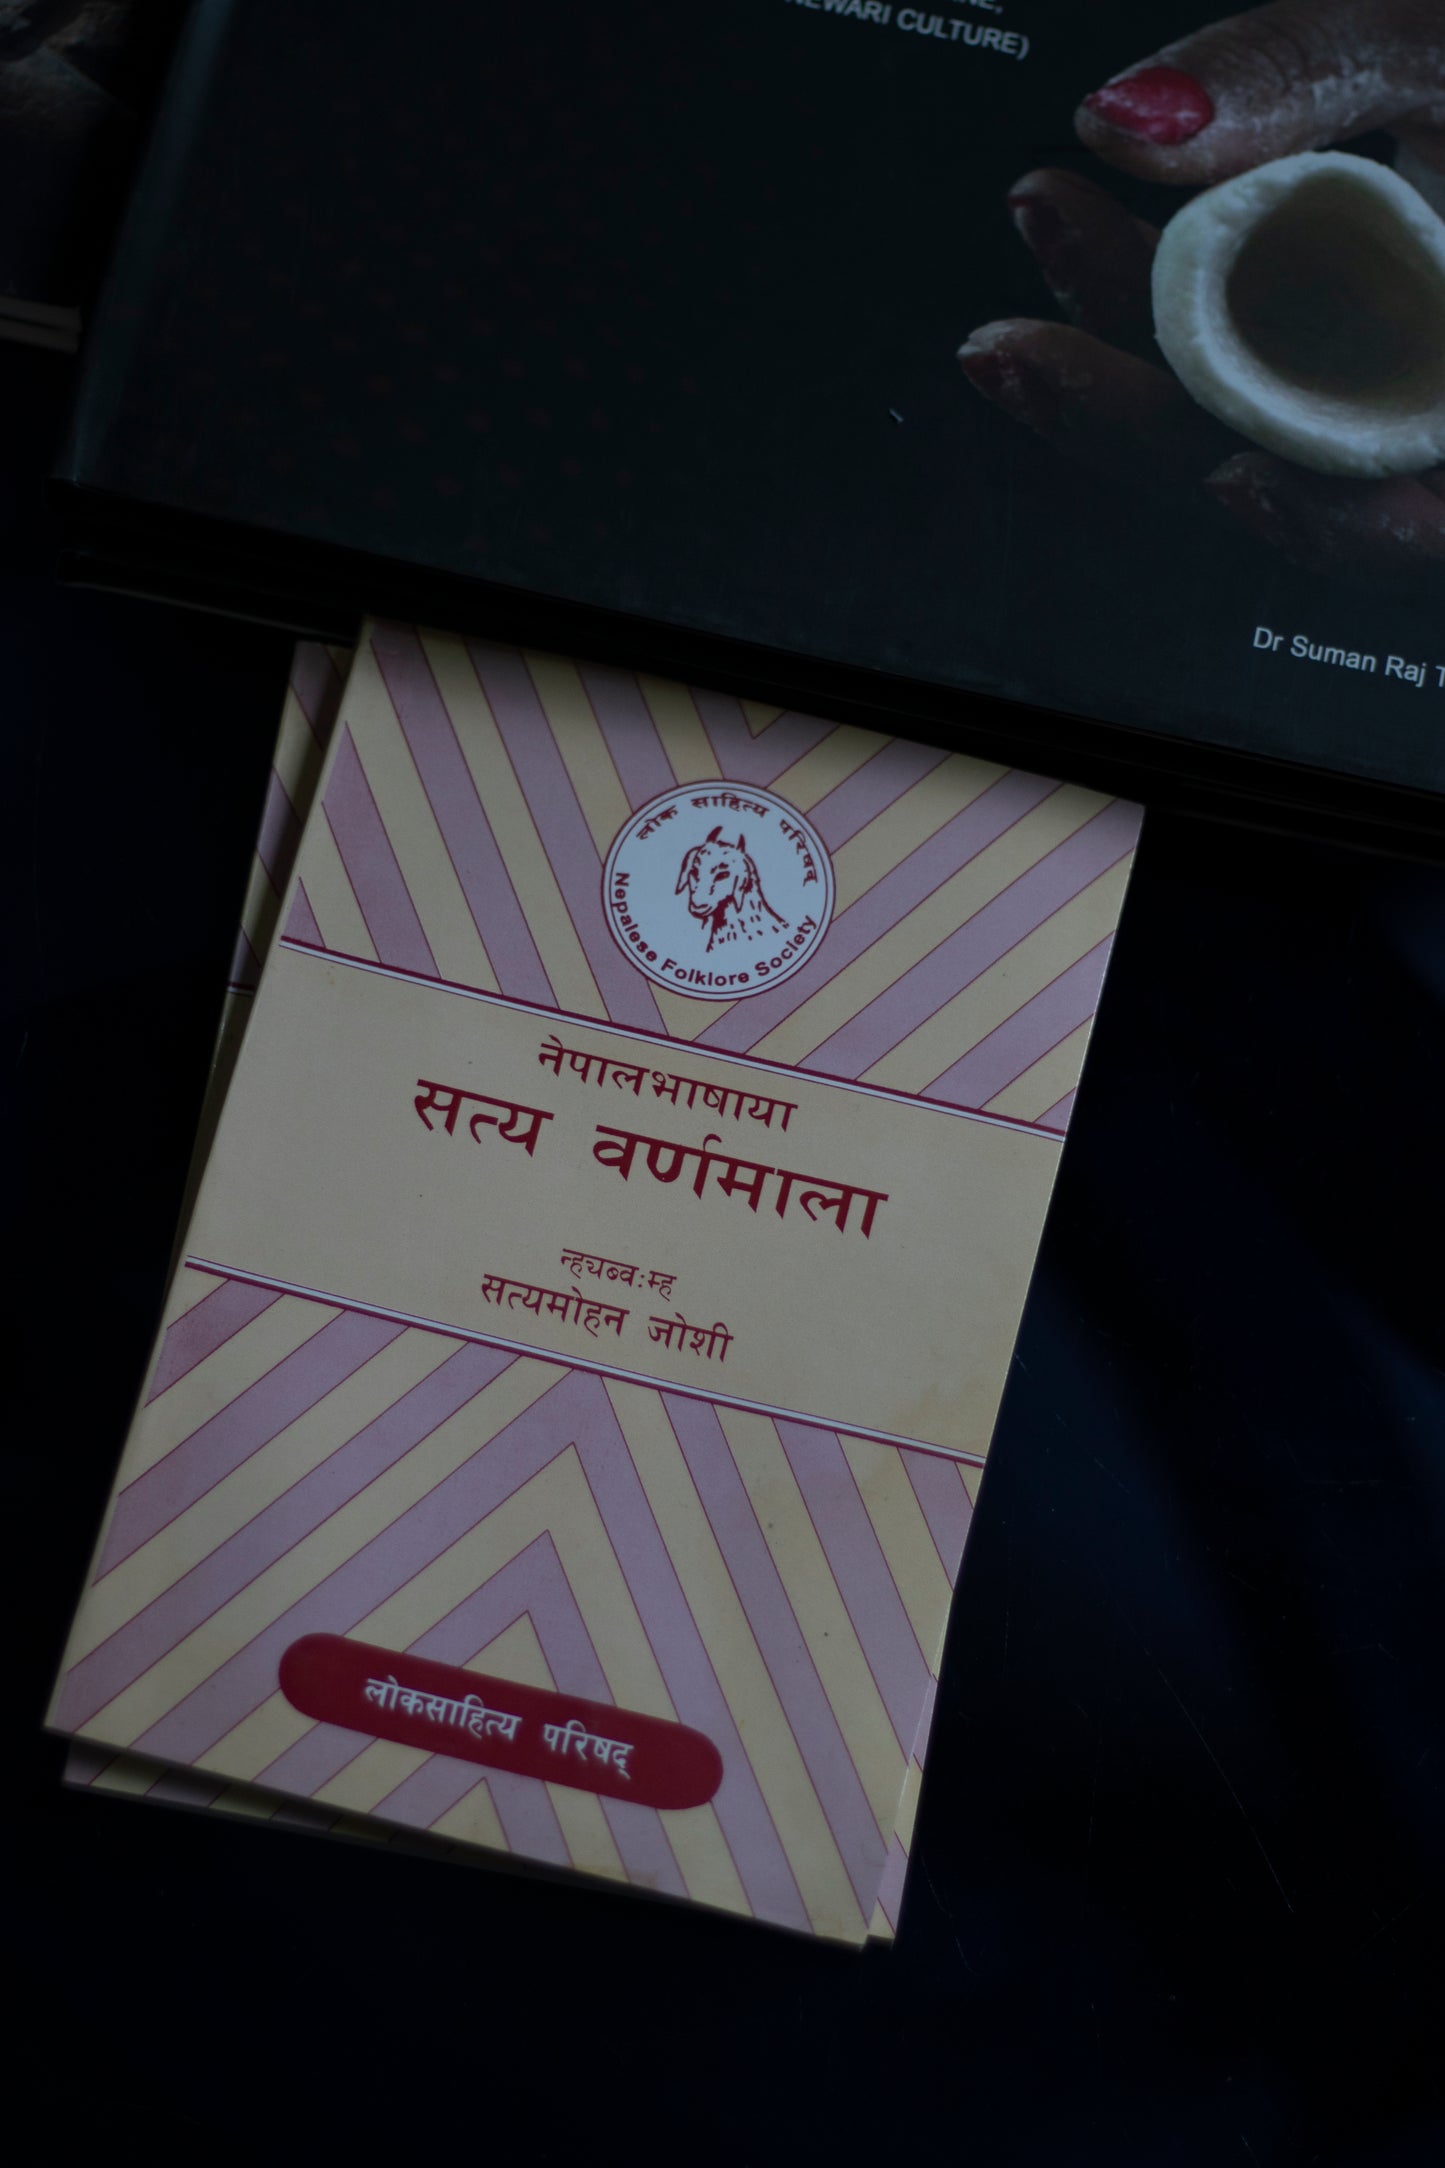 NEWARI CULTURE)
Dr Suman Raj
लोक साहित्य परिषद्
Nepalese Folklore Society
नेपालभाषाया
सत्य वर्णमाला
न्ह्यब्वःम्ह
सत्यमोहन जोशी
लोकसाहित्य परिषद्